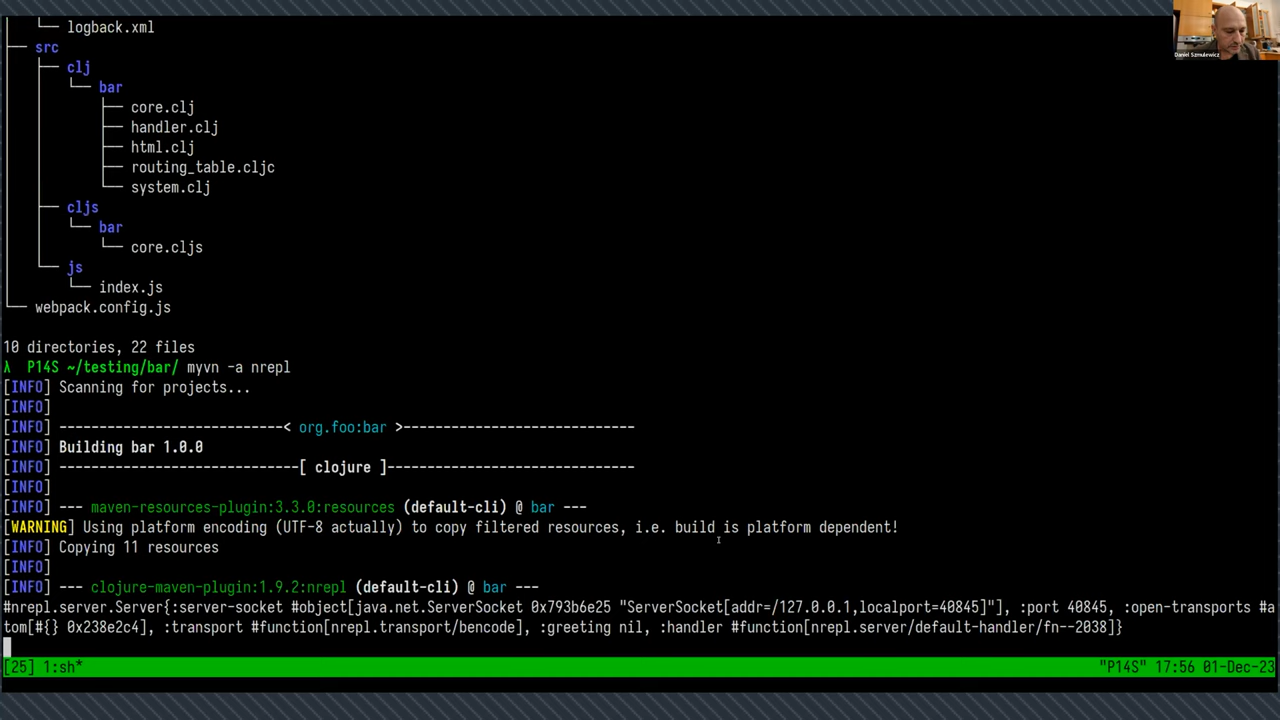 └── logback.xml
├── src
├── clj
└── bar
├── core.clj
├── handler.clj
├── html.clj
├── routing_table.cljc
└── system.clj
├── cljs
└── bar
└── core.cljs
└── js
└── index.js
└── webpack.config.js
10 directories, 22 files
λ P14S ~/testing/bar/ myvn -a nrepl
[INFO] Scanning for projects...
[INFO]
[INFO] ----------------------------< org.foo:bar >-----------------------------
[INFO] Building bar 1.0.0
[INFO] ------------------------------[ clojure ]-------------------------------
[INFO]
[INFO] --- maven-resources-plugin:3.3.0:resources (default-cli) @ bar ---
[WARNING] Using platform encoding (UTF-8 actually) to copy filtered resources, i.e. build is platform dependent!
[INFO] Copying 11 resources
[INFO]
[INFO] --- clojure-maven-plugin:1.9.2:nrepl (default-cli) @ bar ---
#nrepl.server.Server{:server-socket #object[java.net.ServerSocket 0x793b6e25 "ServerSocket[addr=/127.0.0.1,localport=40845]"], :port 40845, :open-transports #a
tom[#{} 0x238e2c4], :transport #function[nrepl.transport/bencode], :greeting nil, :handler #function[nrepl.server/default-handler/fn--2038]}
[25] 1:sh* "P14S" 17:56 01-Dec-23
Daniel Szmulewicz